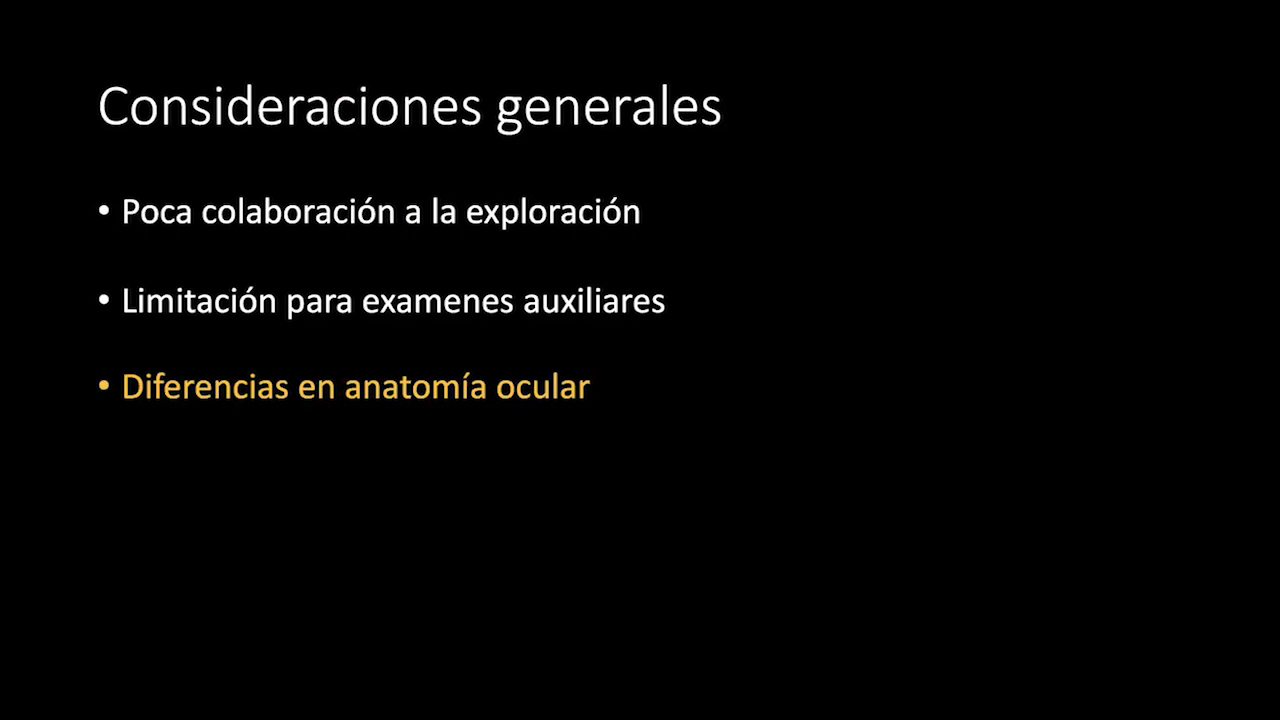 Consideraciones generales
• Poca colaboración a la exploración
• Limitación para examenes auxiliares
• Diferencias en anatomía ocular